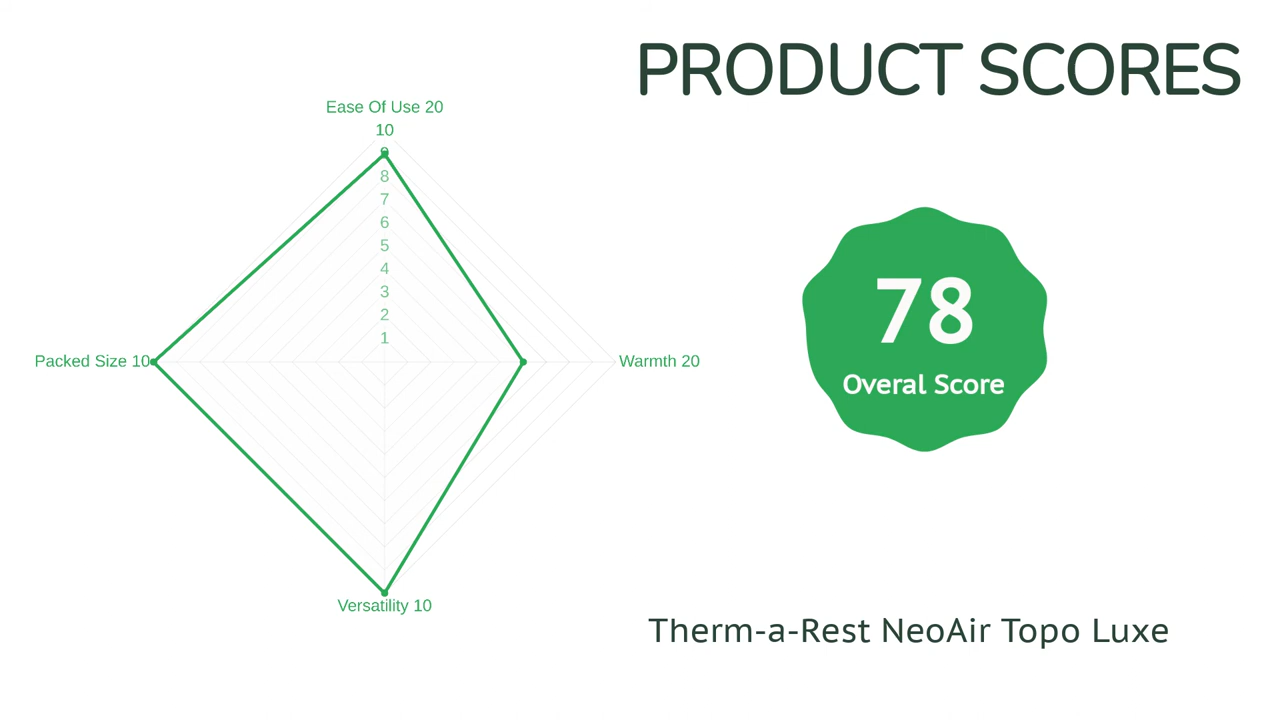 PRODUCT SCORES
Ease Of Use 20
10
9
8
7
6
5
4
3
2
1
Packed Size 10
Warmth 20
Versatility 10
78
Overal Score
Therm-a-Rest NeoAir Topo Luxe